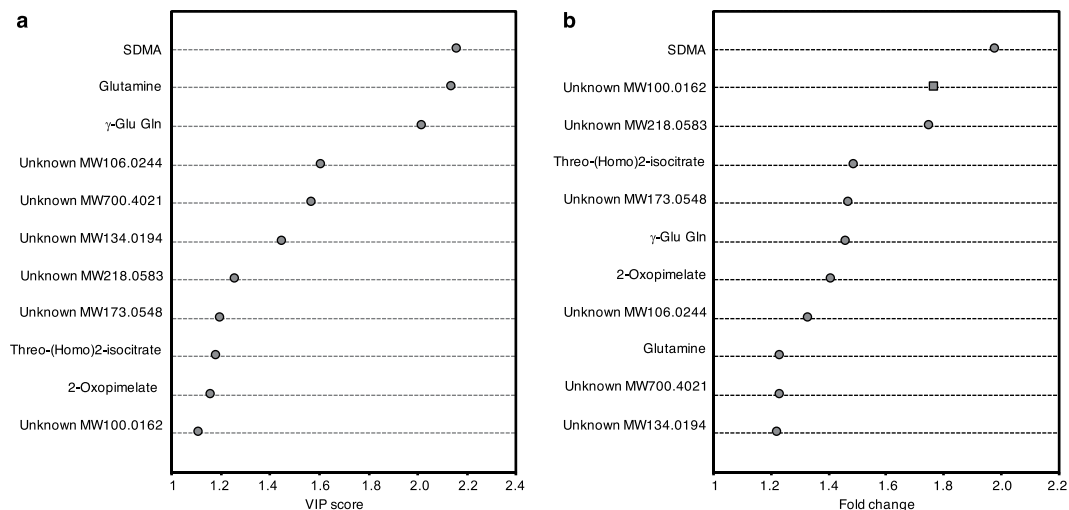 a
SDMA
Glutamine
γ-Glu Gln
Unknown MW106.0244
Unknown MW700.4021
Unknown MW134.0194
Unknown MW218.0583
Unknown MW173.0548
Threo-(Homo)2-isocitrate
2-Oxopimelate
Unknown MW100.0162
1 1.2 1.4 1.6 1.8 2.0 2.2 2.4
VIP score
b
SDMA
Unknown MW100.0162
Unknown MW218.0583
Threo-(Homo)2-isocitrate
Unknown MW173.0548
γ-Glu Gln
2-Oxopimelate
Unknown MW106.0244
Glutamine
Unknown MW700.4021
Unknown MW134.0194
1 1.2 1.4 1.6 1.8 2.0 2.2
Fold change